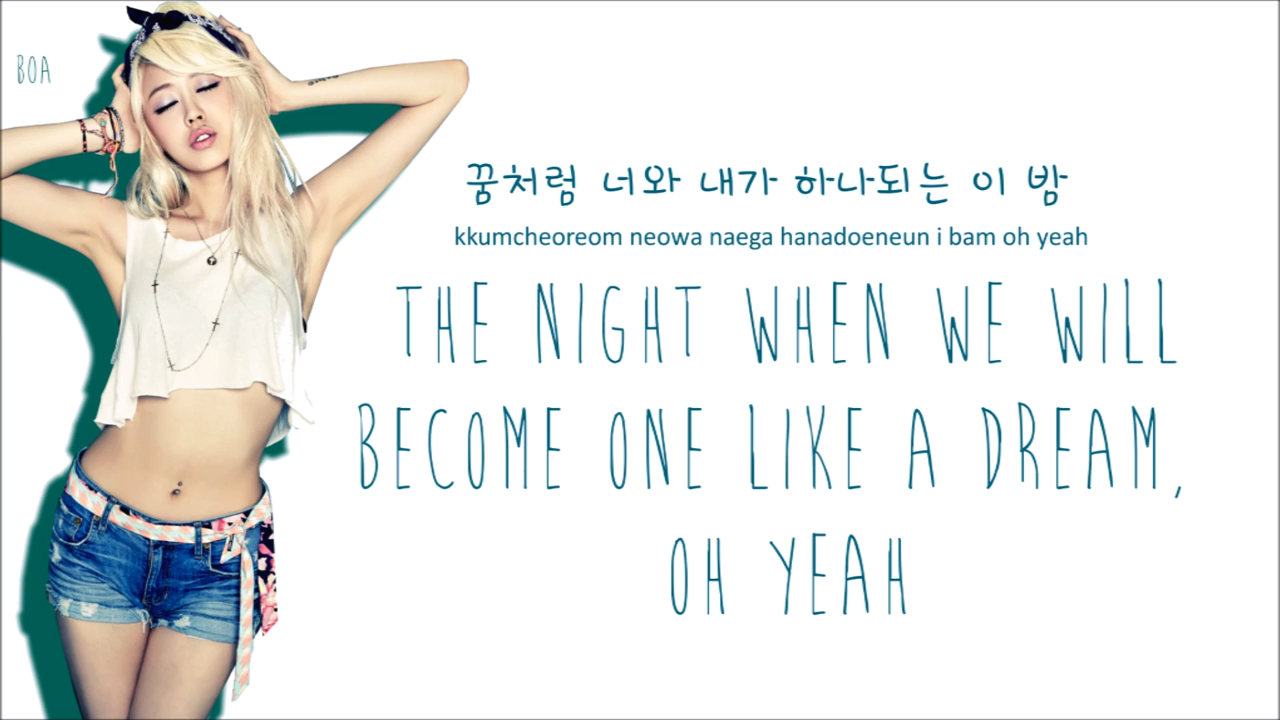 BOA
꿈처럼 너와 내가 하나되는 이 밤
kkumcheoreom neowa naega hanadoeneun i bam oh yeah
THE NIGHT WHEN WE WILL
BECOME ONE LIKE A DREAM,
OH YEAH